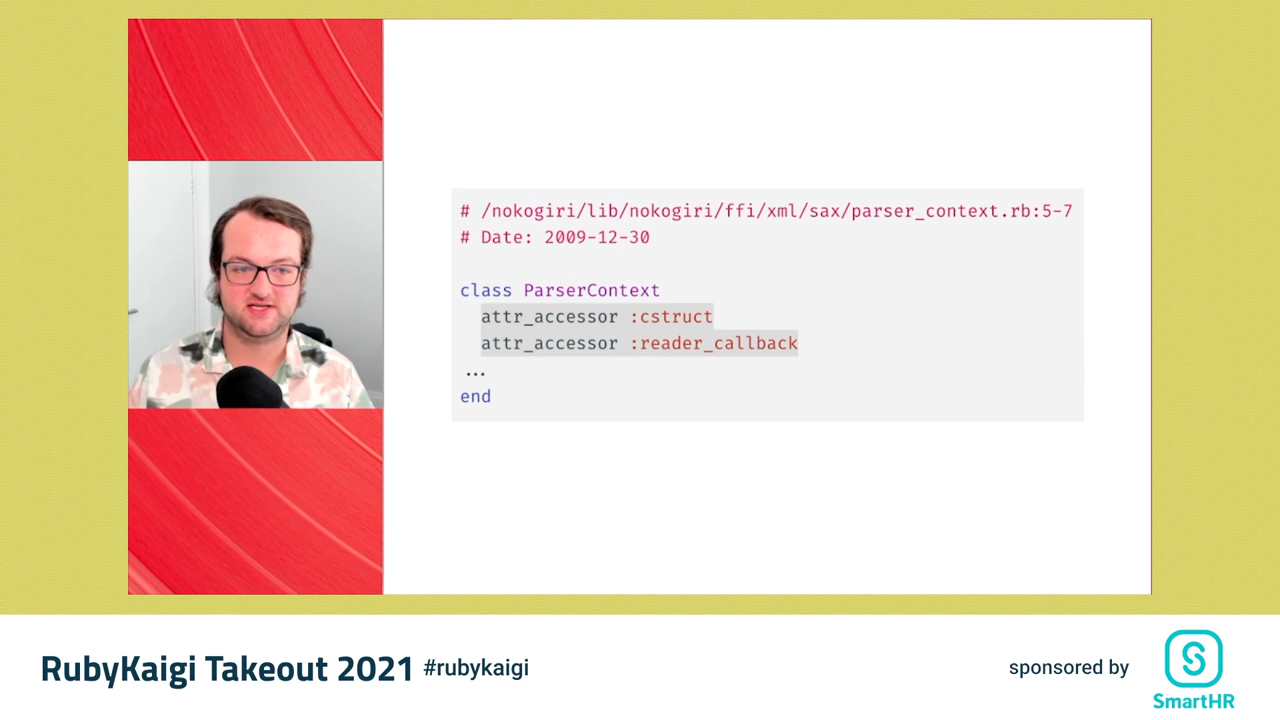 # /nokogiri/lib/nokogiri/ffi/xml/sax/parser_context.rb:5-7
# Date: 2009-12-30
class ParserContext
attr_accessor :cstruct
attr_accessor :reader_callback
...
end
RubyKaigi Takeout 2021 #rubykaigi
sponsored by
SmartHR